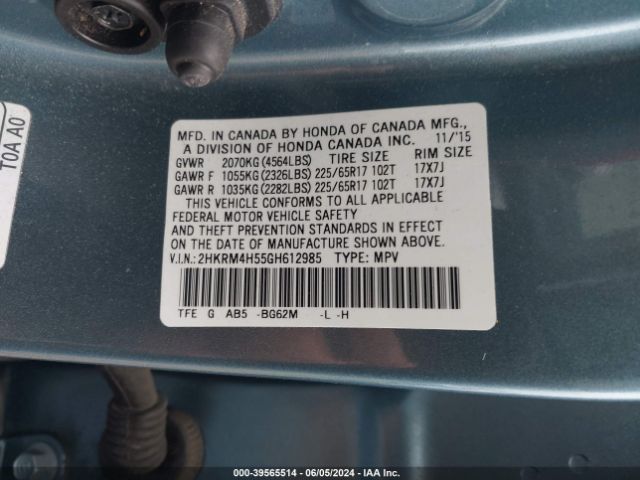 T0A A0
MFD. IN CANADA BY HONDA OF CANADA MFG.,
A DIVISION OF HONDA CANADA INC. 11/'15
GVWR 2070KG(4564LBS) TIRE SIZE RIM SIZE
GAWR F 1055KG(2326LBS) 225/65R17 102T 17X7J
GAWR R 1035KG(2282LBS) 225/65R17 102T 17X7J
THIS VEHICLE CONFORMS TO ALL APPLICABLE
FEDERAL MOTOR VEHICLE SAFETY
AND THEFT PREVENTION STANDARDS IN EFFECT
ON THE DATE OF MANUFACTURE SHOWN ABOVE.
V.I.N.: 2HKRM4H55GH612985 TYPE: MPV
TFE G AB5 -BG62M -L -H
© - 39565514 - 06/05/2024 - IAA Inc.